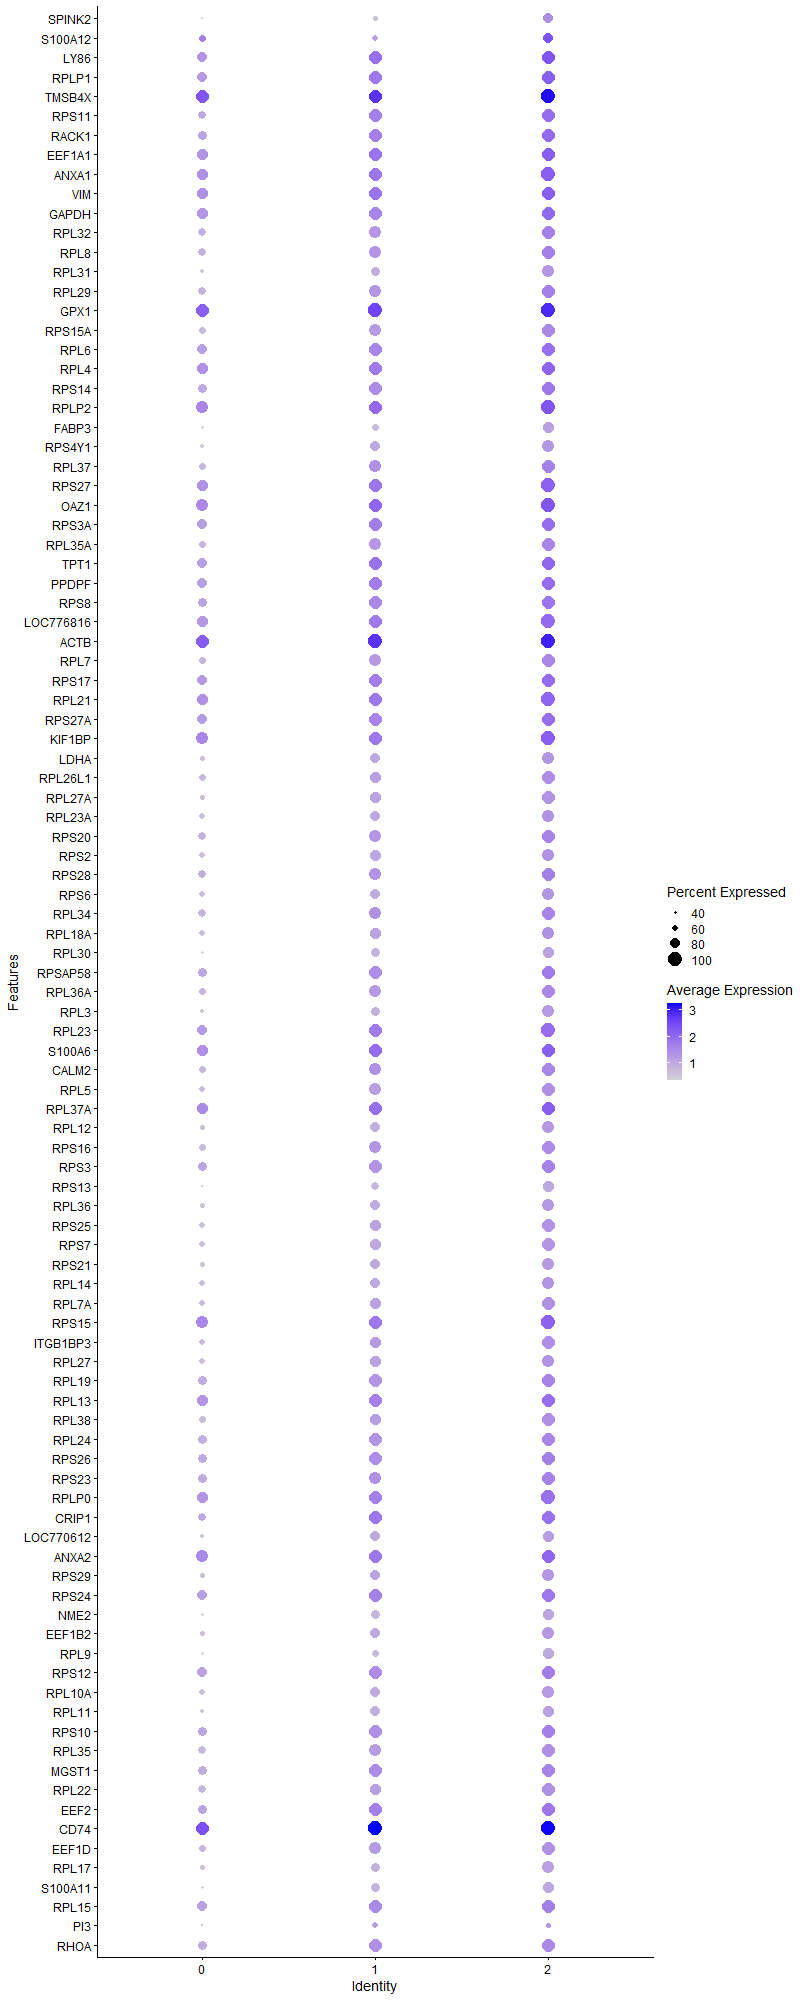 SPINK2
S100A12
LY86
RPLP1
TMSB4X
RPS11
RACK1
EEF1A1
ANXA1
VIM
GAPDH
RPL32
RPL8
RPL31
RPL29
GPX1
RPS15A
RPL6
RPL4
RPS14
RPLP2
FABP3
RPS4Y1
RPL37
RPS27
OAZ1
RPS3A
RPL35A
TPT1
PPDPF
RPS8
LOC776816
ACTB
RPL7
RPS17
RPL21
RPS27A
KIF1BP
LDHA
RPL26L1
RPL27A
RPL23A
RPS20
RPS2
RPS28
RPS6
RPL34
RPL18A
RPL30
RPSAP58
RPL36A
RPL3
RPL23
S100A6
CALM2
RPL5
RPL37A
RPL12
RPS16
RPS3
RPS13
RPL36
RPS25
RPS7
RPS21
RPL14
RPL7A
RPS15
ITGB1BP3
RPL27
RPL19
RPL13
RPL38
RPL24
RPS26
RPS23
RPLP0
CRIP1
LOC770612
ANXA2
RPS29
RPS24
NME2
EEF1B2
RPL9
RPS12
RPL10A
RPL11
RPS10
RPL35
MGST1
RPL22
EEF2
CD74
EEF1D
RPL17
S100A11
RPL15
PI3
RHOA
Features
0 1 2
Identity
Percent Expressed
40
60
80
100
Average Expression
3
2
1